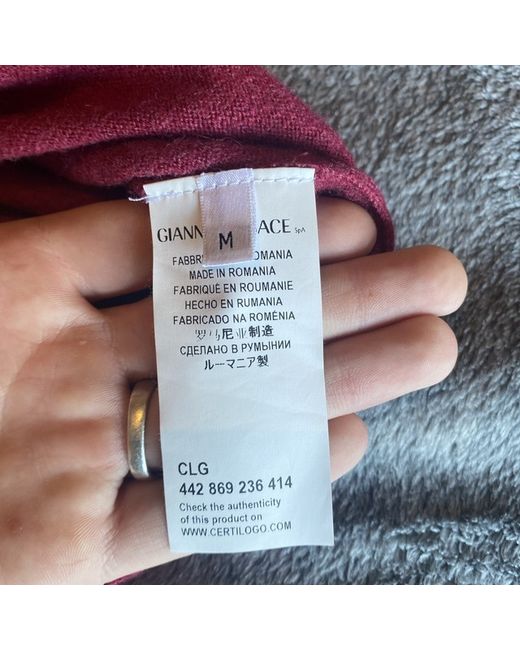 GIANN ACE SpA
M
FABBR OMANIA
MADE IN ROMANIA
FABRIQUÉ EN ROUMANIE
HECHO EN RUMANIA
FABRICADO NA ROMÉNIA
罗马尼亚制造
СДЕЛАНО В РУМЫНИИ
ルーマニア製
CLG
442 869 236 414
Check the authenticity
of this product on
WWW.CERTILOGO.COM